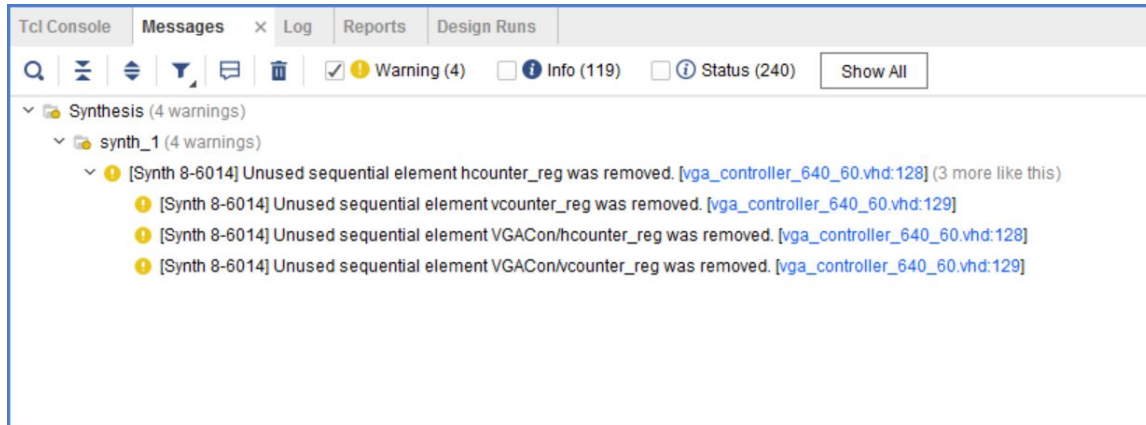 Tcl Console Messages × Log Reports Design Runs
Warning (4) Info (119) Status (240) Show All
Synthesis (4 warnings)
synth_1 (4 warnings)
[Synth 8-6014] Unused sequential element hcounter_reg was removed. [vga_controller_640_60.vhd:128] (3 more like this)
[Synth 8-6014] Unused sequential element vcounter_reg was removed. [vga_controller_640_60.vhd:129]
[Synth 8-6014] Unused sequential element VGACon/hcounter_reg was removed. [vga_controller_640_60.vhd:128]
[Synth 8-6014] Unused sequential element VGACon/vcounter_reg was removed. [vga_controller_640_60.vhd:129]